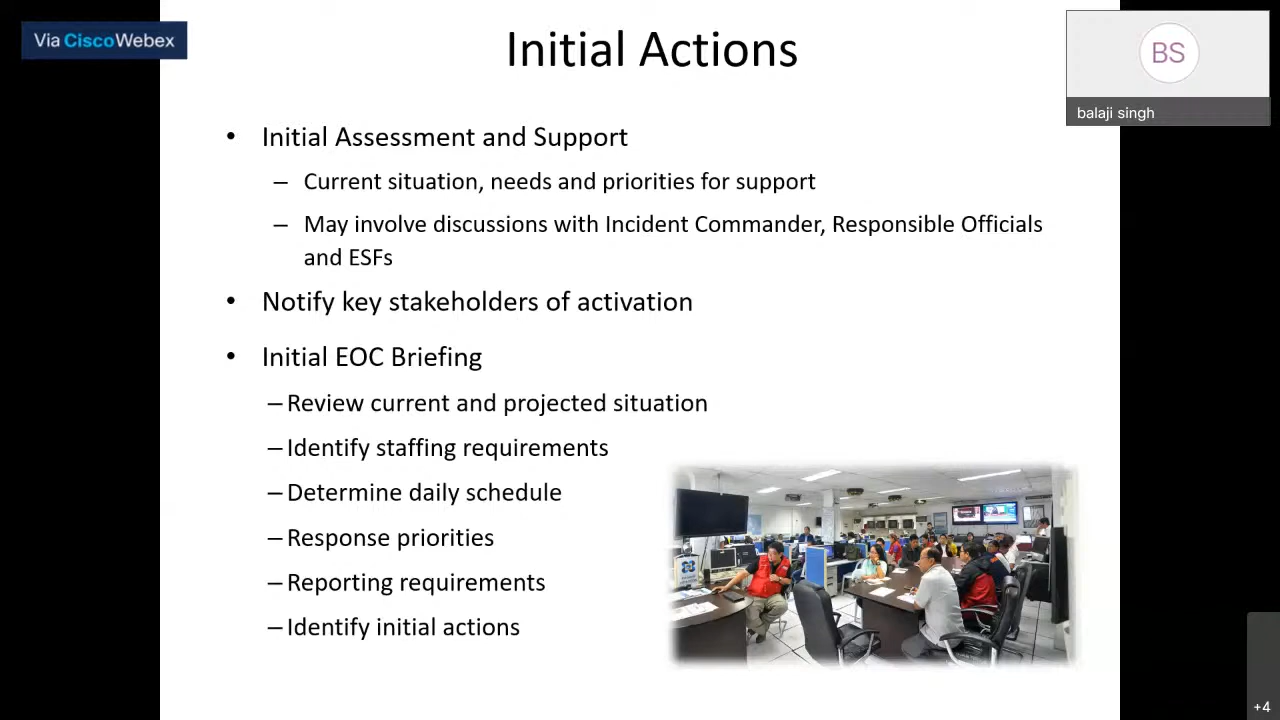 Via Cisco Webex
Initial Actions
BS
balaji singh
• Initial Assessment and Support
– Current situation, needs and priorities for support
– May involve discussions with Incident Commander, Responsible Officials
and ESFs
• Notify key stakeholders of activation
• Initial EOC Briefing
– Review current and projected situation
– Identify staffing requirements
– Determine daily schedule
– Response priorities
– Reporting requirements
– Identify initial actions
+4